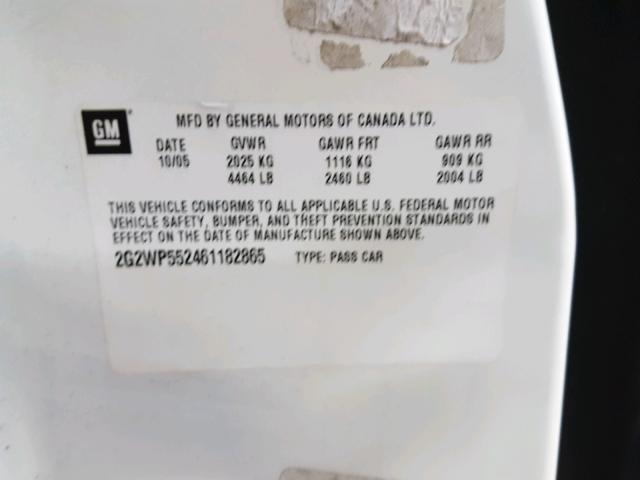 GM
MFD BY GENERAL MOTORS OF CANADA LTD.
DATE GVWR GAWR FRT GAWR RR
10/05 2025 KG 1116 KG 909 KG
4464 LB 2460 LB 2004 LB
THIS VEHICLE CONFORMS TO ALL APPLICABLE U.S. FEDERAL MOTOR
VEHICLE SAFETY, BUMPER, AND THEFT PREVENTION STANDARDS IN
EFFECT ON THE DATE OF MANUFACTURE SHOWN ABOVE.
2G2WP552461182865 TYPE: PASS CAR